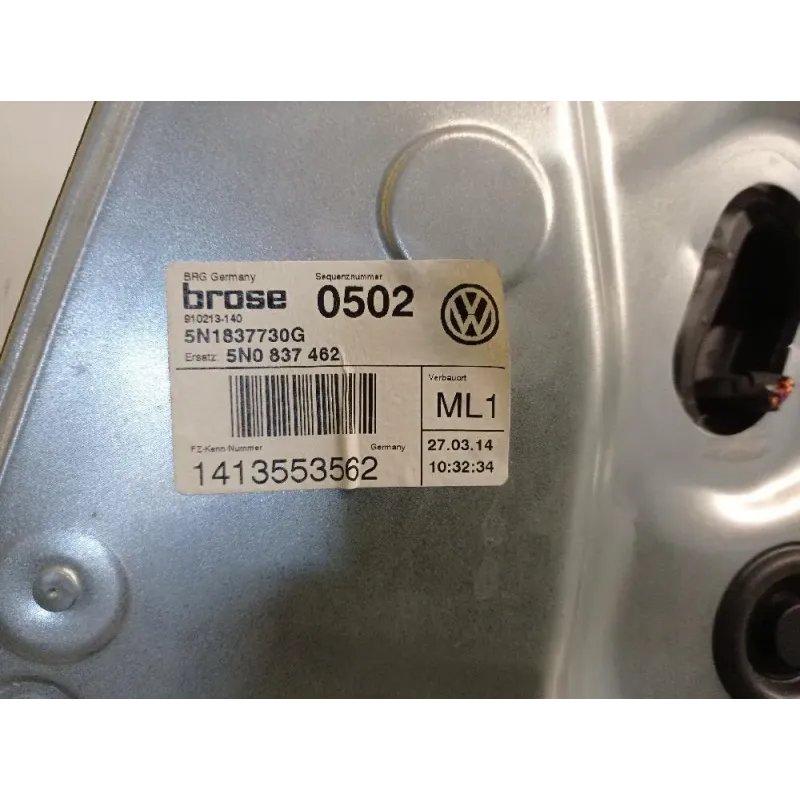 BRG Germany
Sequenznummer
brose
0502
910213-140
5N1837730G
Ersatz: 5N0 837 462
Verbauort
ML1
FZ-Kenn-Nummer
Germany
1413553562
27.03.14
10:32:34